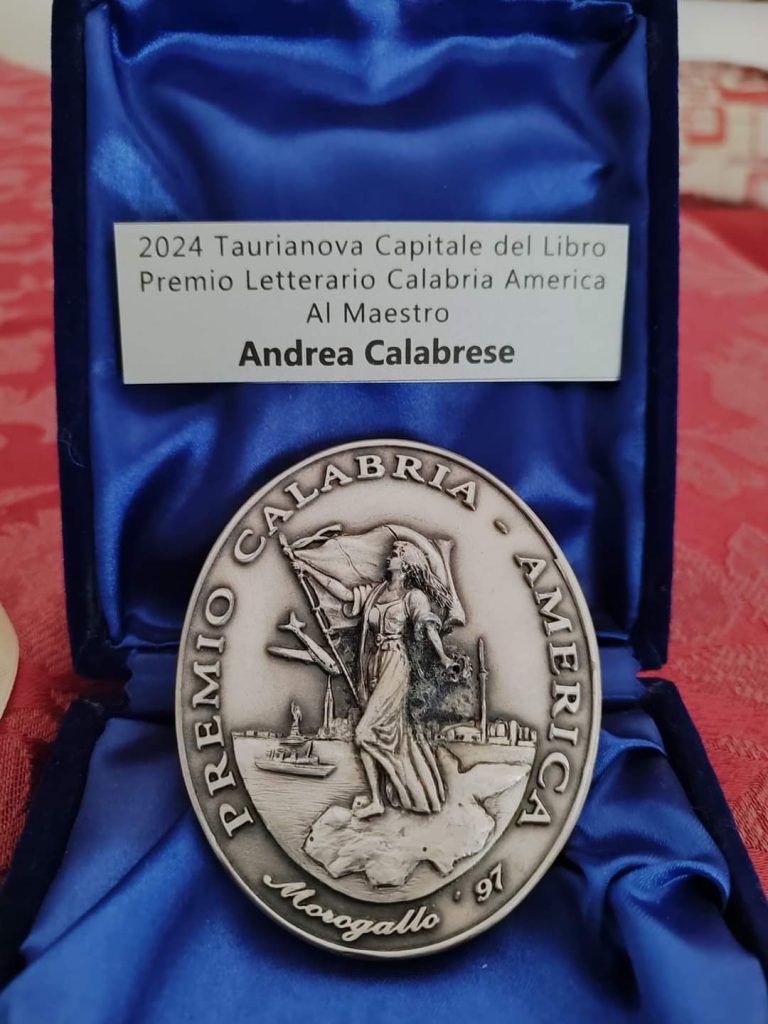 2024 Taurianova Capitale del Libro
Premio Letterario Calabria America
Al Maestro
Andrea Calabrese
PREMIO CALABRIA - AMERICA
Morogallo '97